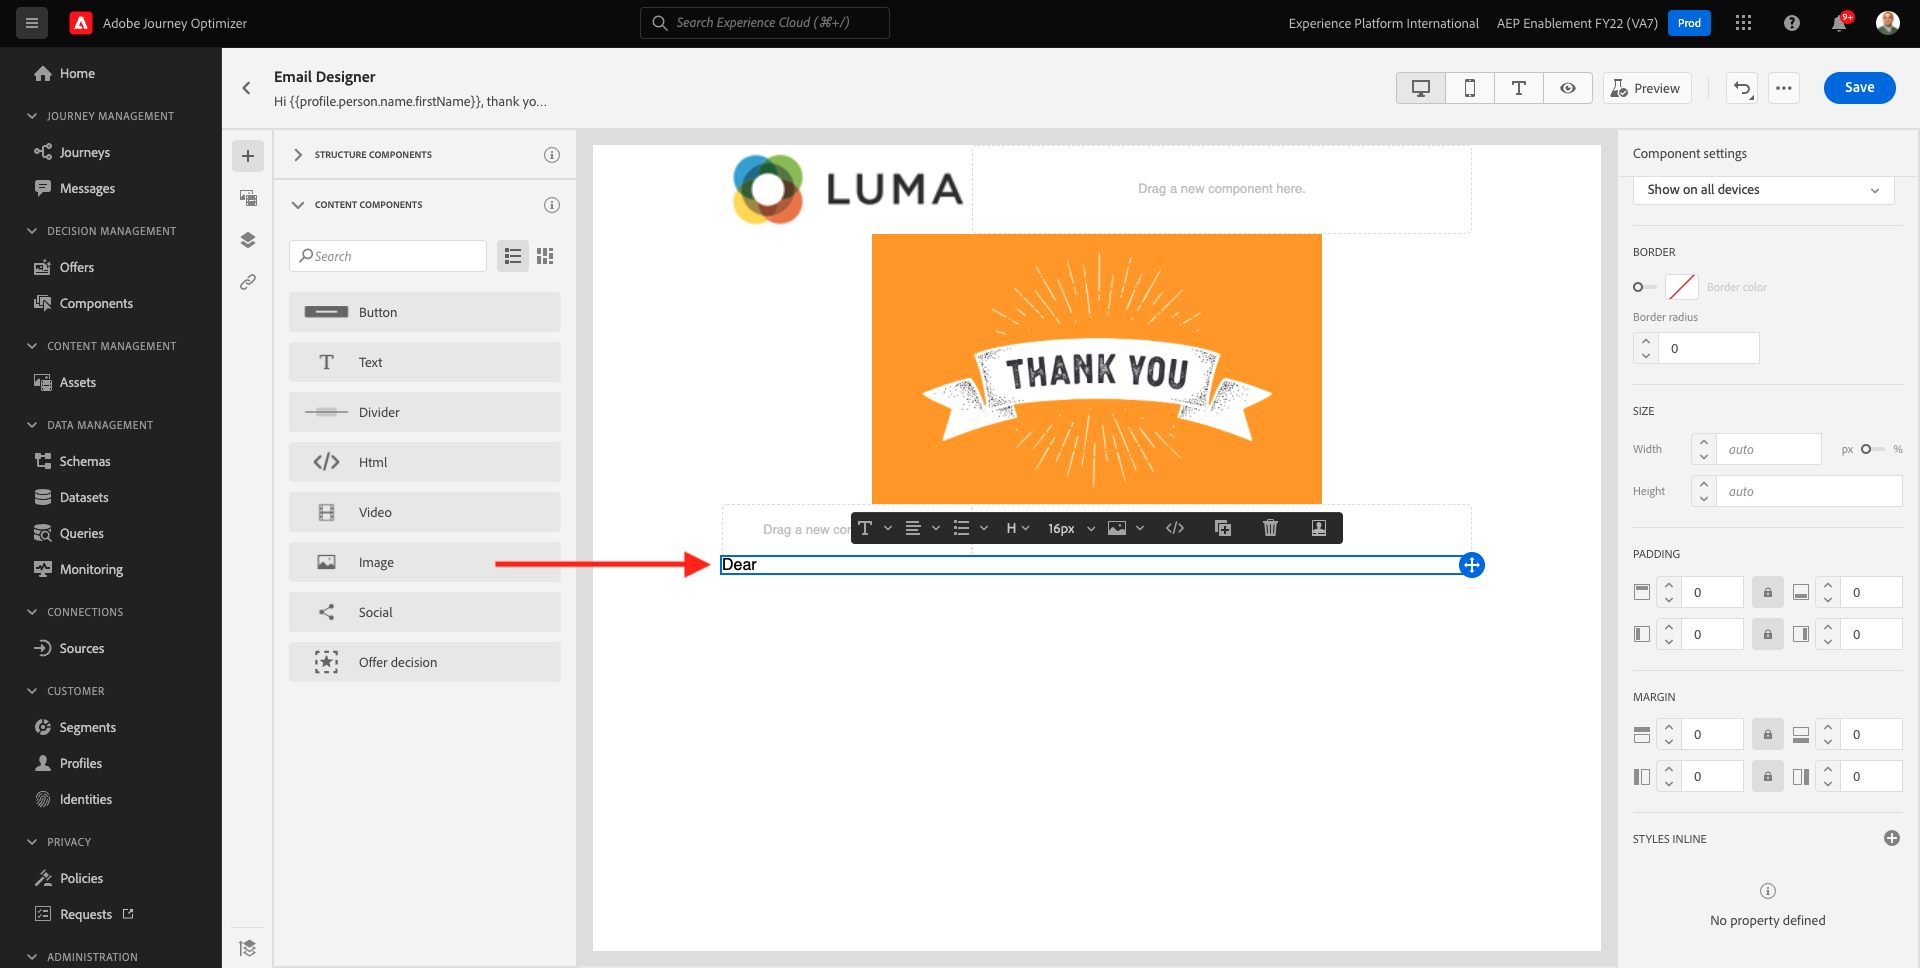 Adobe Journey Optimizer
Search Experience Cloud (⌘+/)
Experience Platform International
AEP Enablement FY22 (VA7)
Prod
9+
Home
JOURNEY MANAGEMENT
Journeys
Messages
DECISION MANAGEMENT
Offers
Components
CONTENT MANAGEMENT
Assets
DATA MANAGEMENT
Schemas
Datasets
Queries
Monitoring
CONNECTIONS
Sources
CUSTOMER
Segments
Profiles
Identities
PRIVACY
Policies
Requests
ADMINISTRATION
Email Designer
Hi {{profile.person.name.firstName}}, thank yo...
Preview
Save
STRUCTURE COMPONENTS
CONTENT COMPONENTS
Search
Button
Text
Divider
Html
Video
Image
Social
Offer decision
LUMA
Drag a new component here.
THANK YOU
Drag a new cor
H
16px
Dear
Component settings
Show on all devices
BORDER
Border color
Border radius
0
SIZE
Width
auto
px
%
Height
auto
PADDING
0
0
0
0
MARGIN
0
0
0
0
STYLES INLINE
No property defined